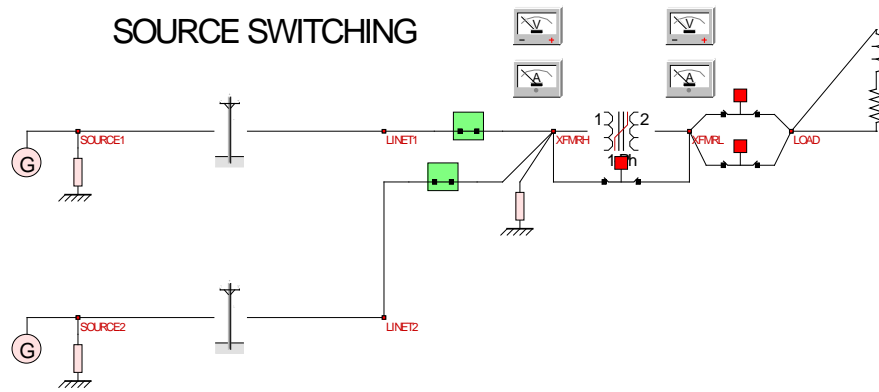 SOURCE SWITCHING
V
V
A
A
1
2
SOURCE1
LINET1
XFMRH
XFMRL
LOAD
G
SOURCE2
LINET2
G